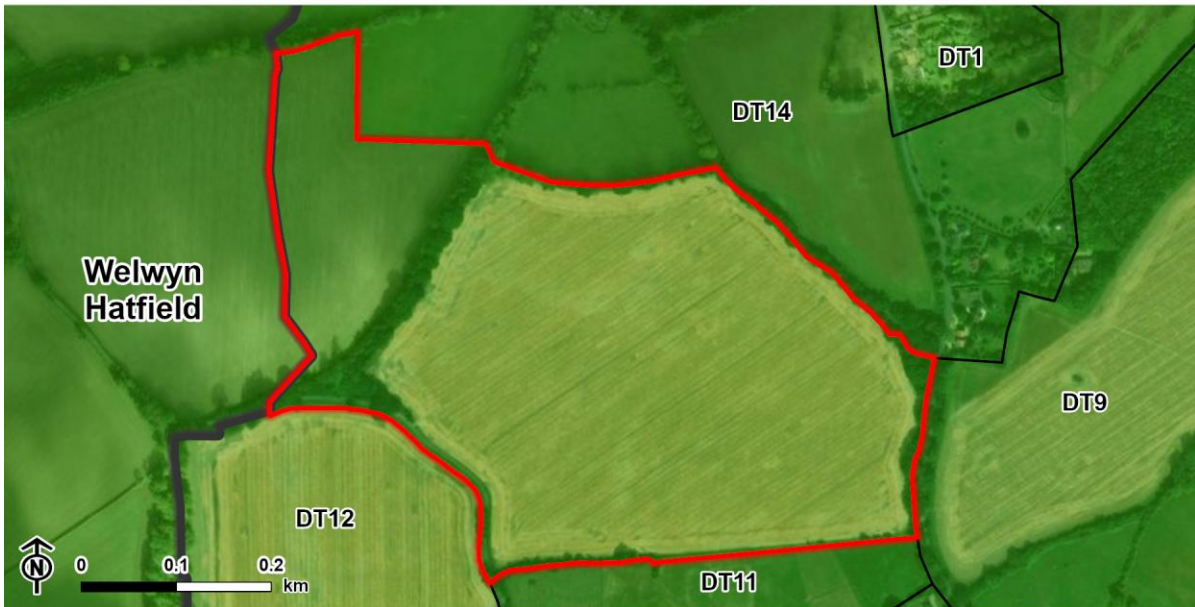 DT1
DT14
Welwyn
Hatfield
DT9
DT12
N
0 0.1 0.2
km
DT11